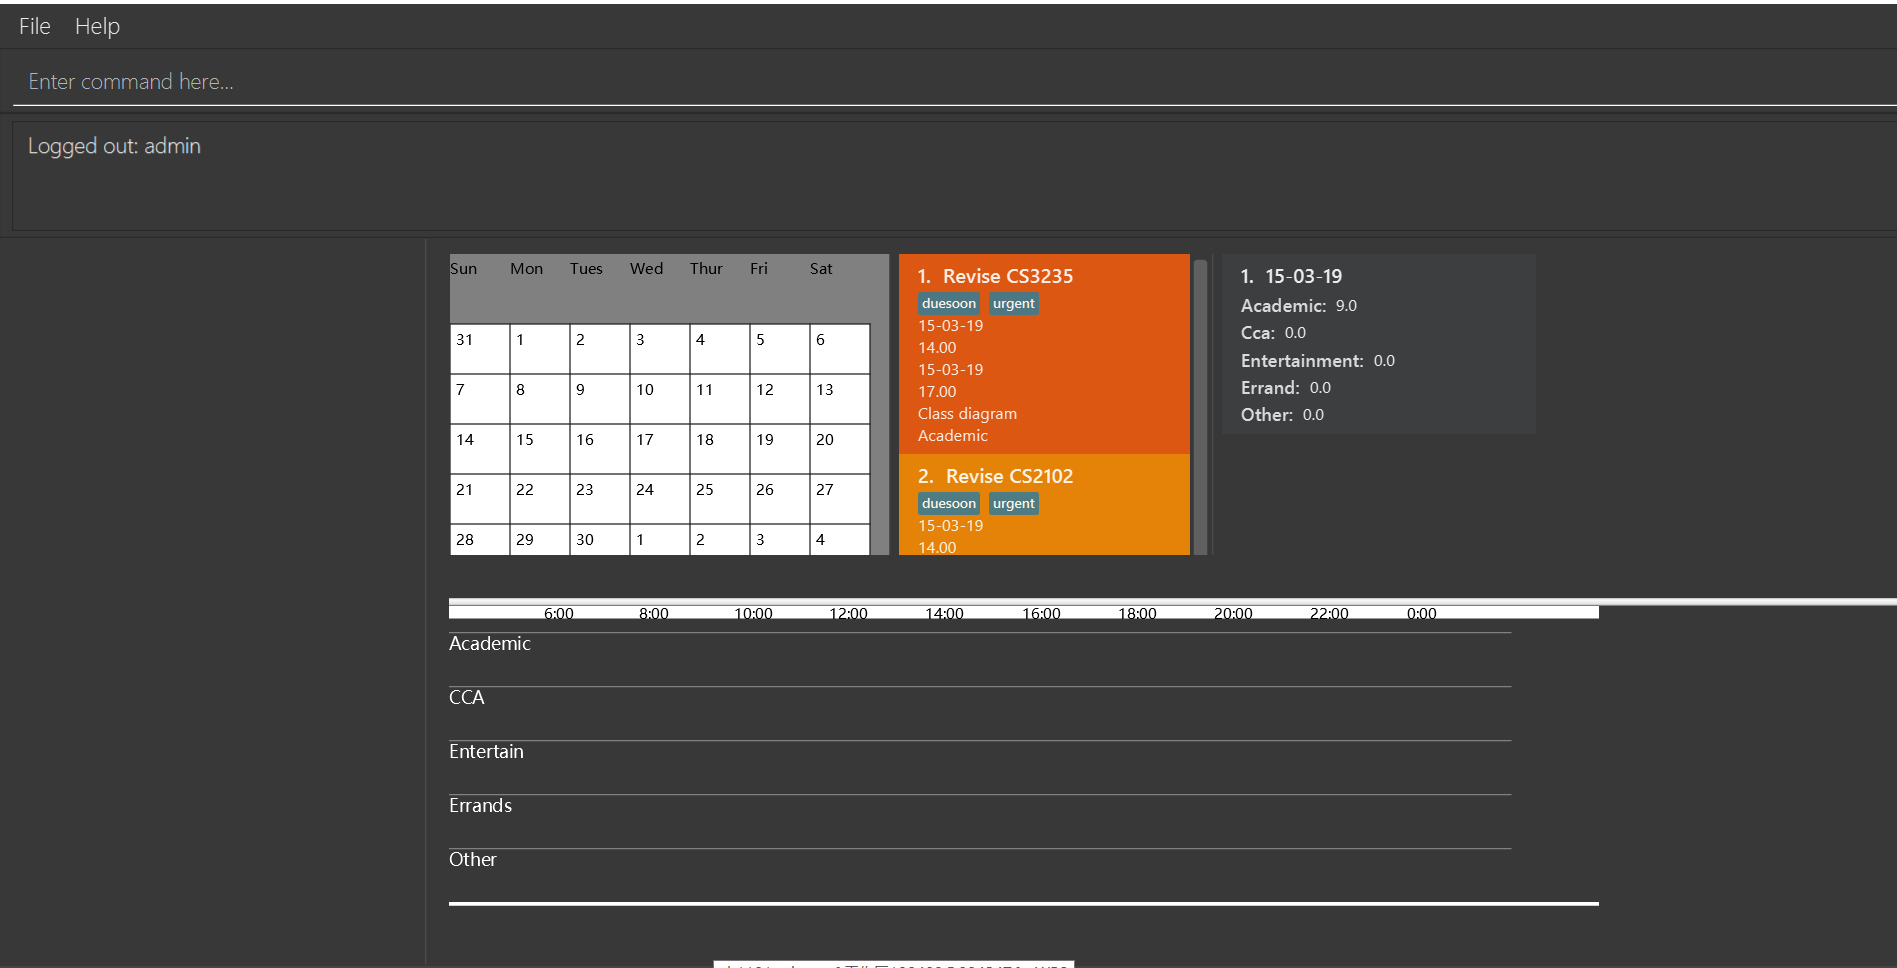 File Help
Enter command here...
Logged out: admin
Sun Mon Tues Wed Thur Fri Sat
31 1 2 3 4 5 6
7 8 9 10 11 12 13
14 15 16 17 18 19 20
21 22 23 24 25 26 27
28 29 30 1 2 3 4
1. Revise CS3235
duesoon urgent
15-03-19
14.00
15-03-19
17.00
Class diagram
Academic
2. Revise CS2102
duesoon urgent
15-03-19
14.00
1. 15-03-19
Academic: 9.0
Cca: 0.0
Entertainment: 0.0
Errand: 0.0
Other: 0.0
6:00 8:00 10:00 12:00 14:00 16:00 18:00 20:00 22:00 0:00
Academic
CCA
Entertain
Errands
Other